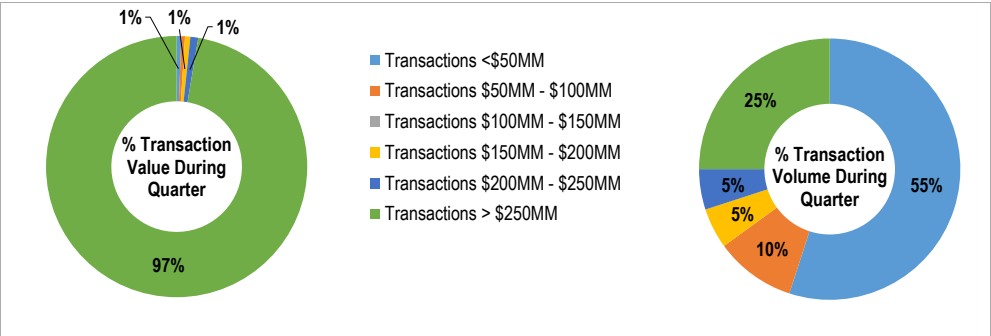 1%
1%
1%
% Transaction
Value During
Quarter
97%
Transactions <$50MM
Transactions $50MM - $100MM
Transactions $100MM - $150MM
Transactions $150MM - $200MM
Transactions $200MM - $250MM
Transactions > $250MM
25%
% Transaction
Volume During
Quarter
55%
5%
5%
10%